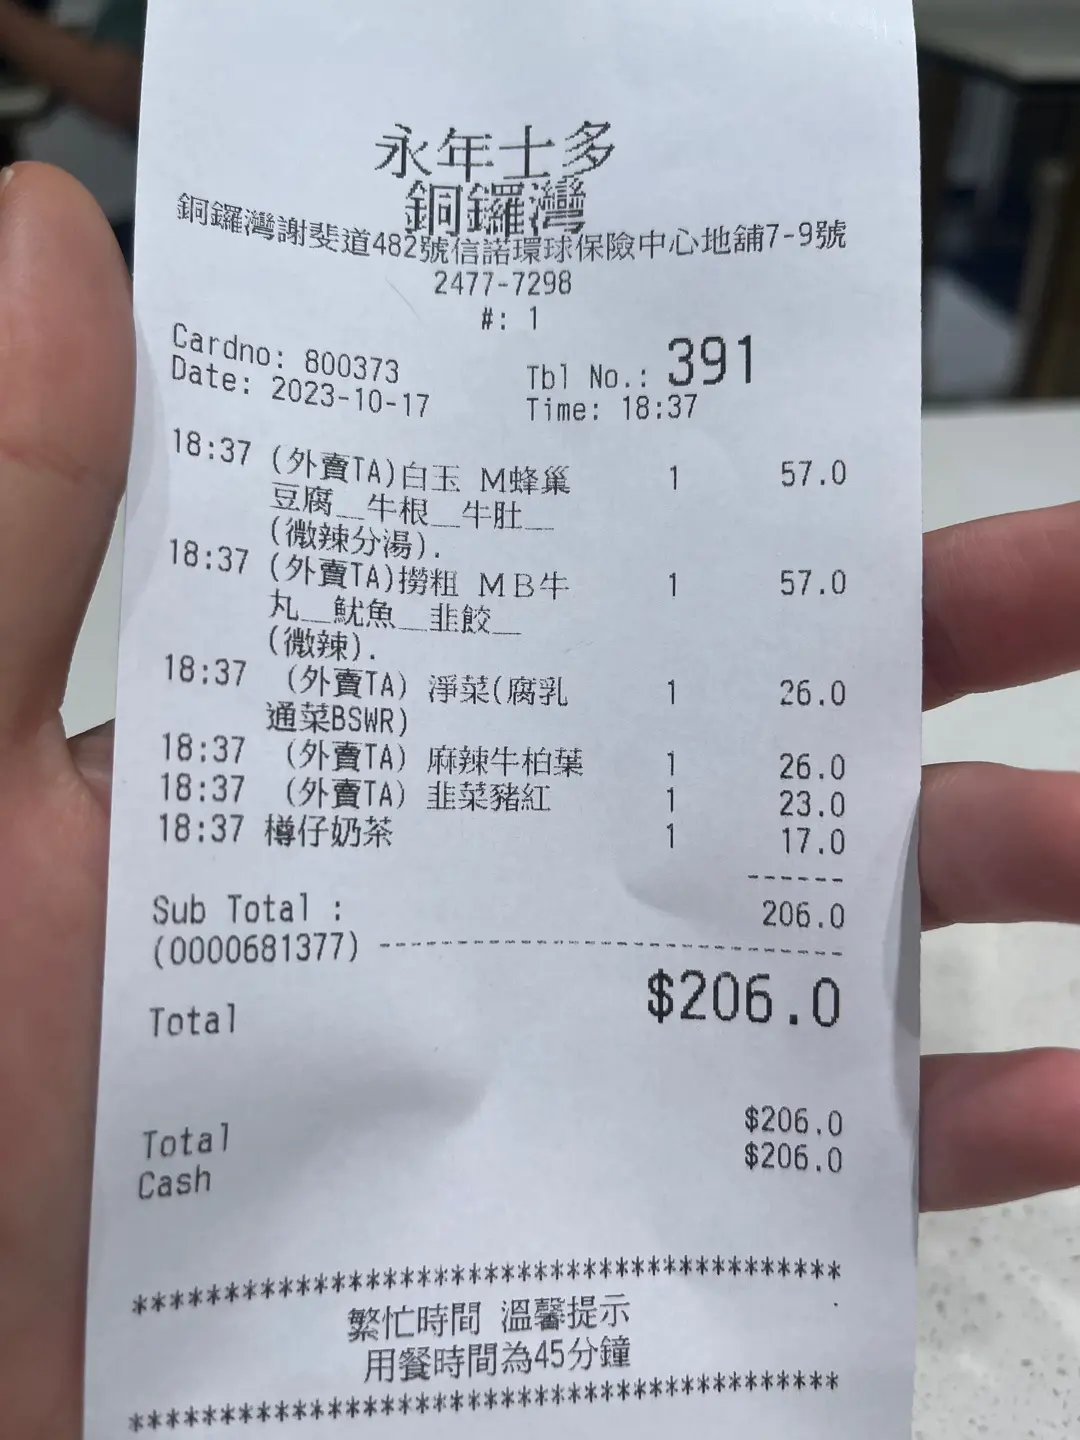 永年士多
銅鑼灣
銅鑼灣謝斐道482號信諾環球保險中心地舖7-9號
2477-7298
#: 1
Cardno: 800373 Tbl No.: 391
Date: 2023-10-17 Time: 18:37
18:37 (外賣TA)白玉 M蜂巢 1 57.0
豆腐__牛根__牛肚__
(微辣分湯).
18:37 (外賣TA)撈粗 ＭＢ牛 1 57.0
丸__魷魚__韭餃__
(微辣).
18:37 (外賣TA) 淨菜(腐乳 1 26.0
通菜BSWR)
18:37 (外賣TA) 麻辣牛柏葉 1 26.0
18:37 (外賣TA) 韭菜豬紅 1 23.0
18:37 樽仔奶茶 1 17.0
------
Sub Total : 206.0
(0000681377) --------------------------------------
Total $206.0
Total $206.0
Cash $206.0
***************************************
繁忙時間 溫馨提示
用餐時間為45分鐘
***************************************